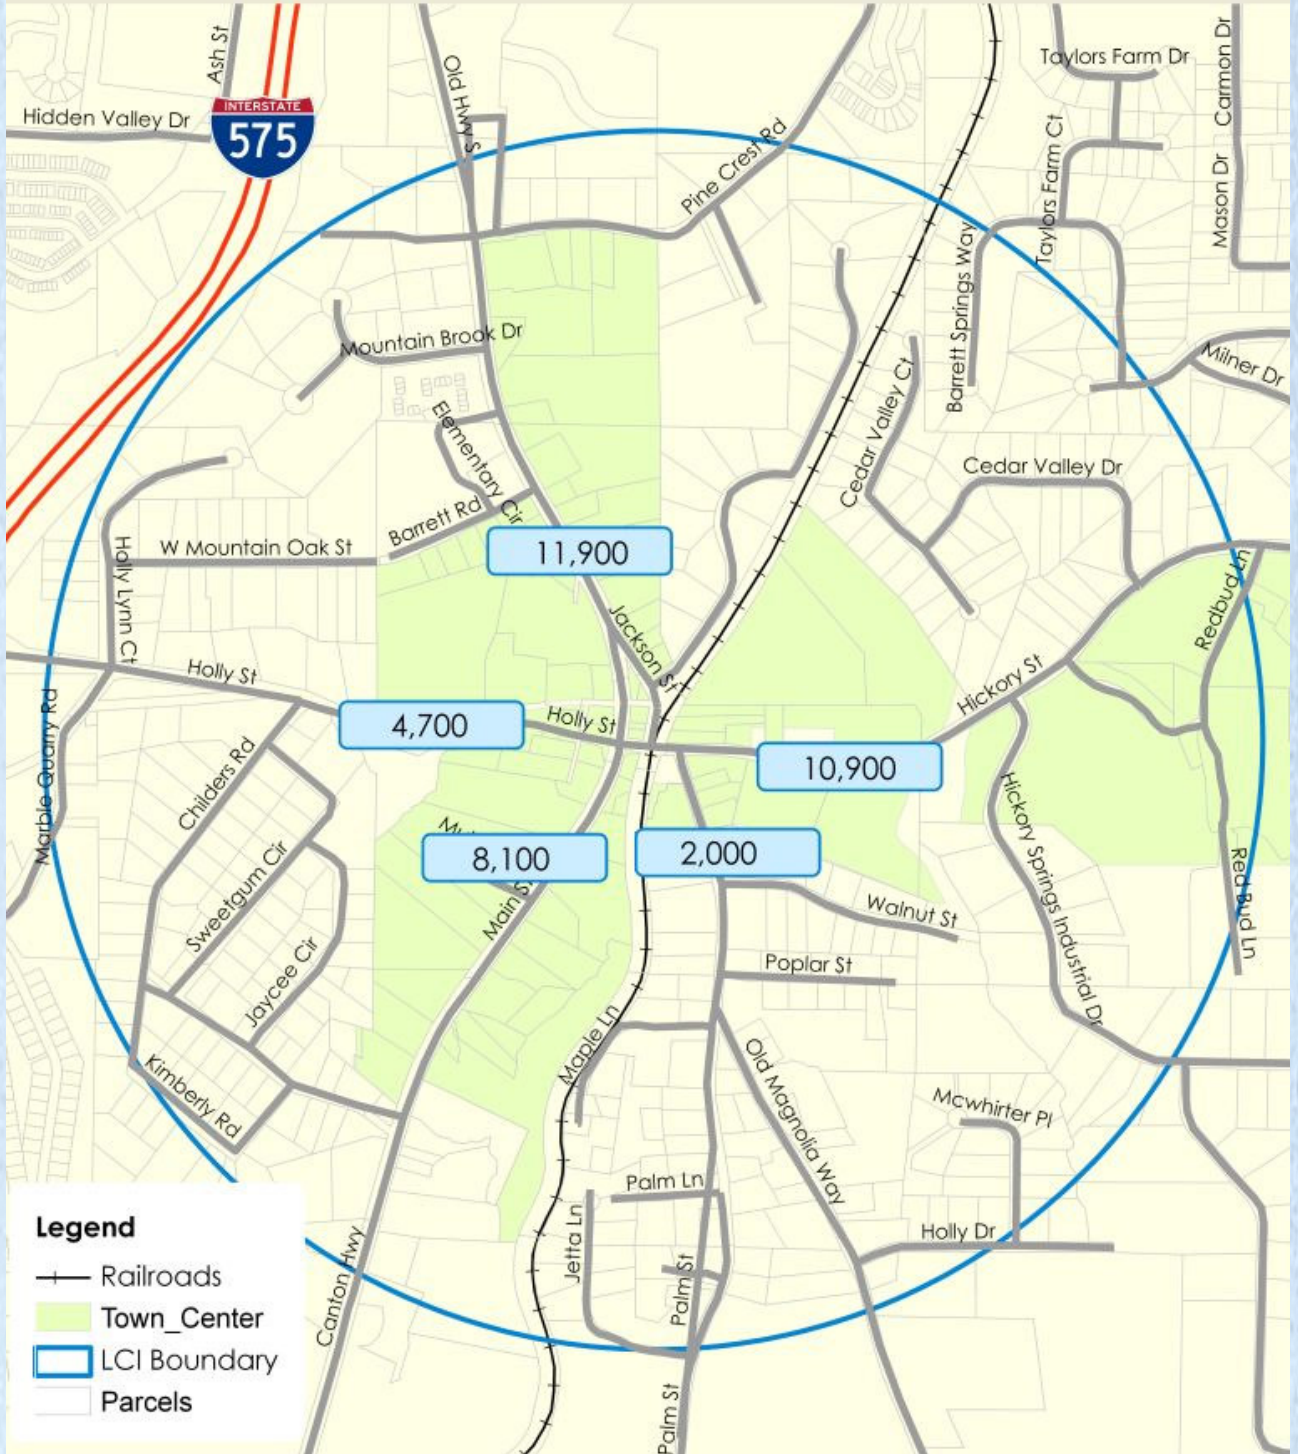 Ash St
Old Hwy 5
Taylors Farm Dr
Carmon Dr
Hidden Valley Dr
INTERSTATE
575
Pine Crest Rd
Taylors Farm Ct
Mason Dr
Barrett Springs Way
Mountain Brook Dr
Milner Dr
Elementary Cir
Cedar Valley Ct
Cedar Valley Dr
Barrett Rd
W Mountain Oak St
11,900
Holly Lynn Ct
Redbud Ln
Jackson St
Holly St
Hickory St
Holly St
4,700
10,900
Marble Quarry Rd
Childers Rd
Hickory Springs Industrial Dr
8,100
2,000
Sweetgum Cir
Main St
Walnut St
Red Bud Ln
Jaycee Cir
Poplar St
Maple Ln
Kimberly Rd
Old Magnolia Way
Mcwhirter Pl
Palm Ln
Jetta Ln
Holly Dr
Canton Hwy
Palm St
Palm St
Legend
Railroads
Town_Center
LCI Boundary
Parcels